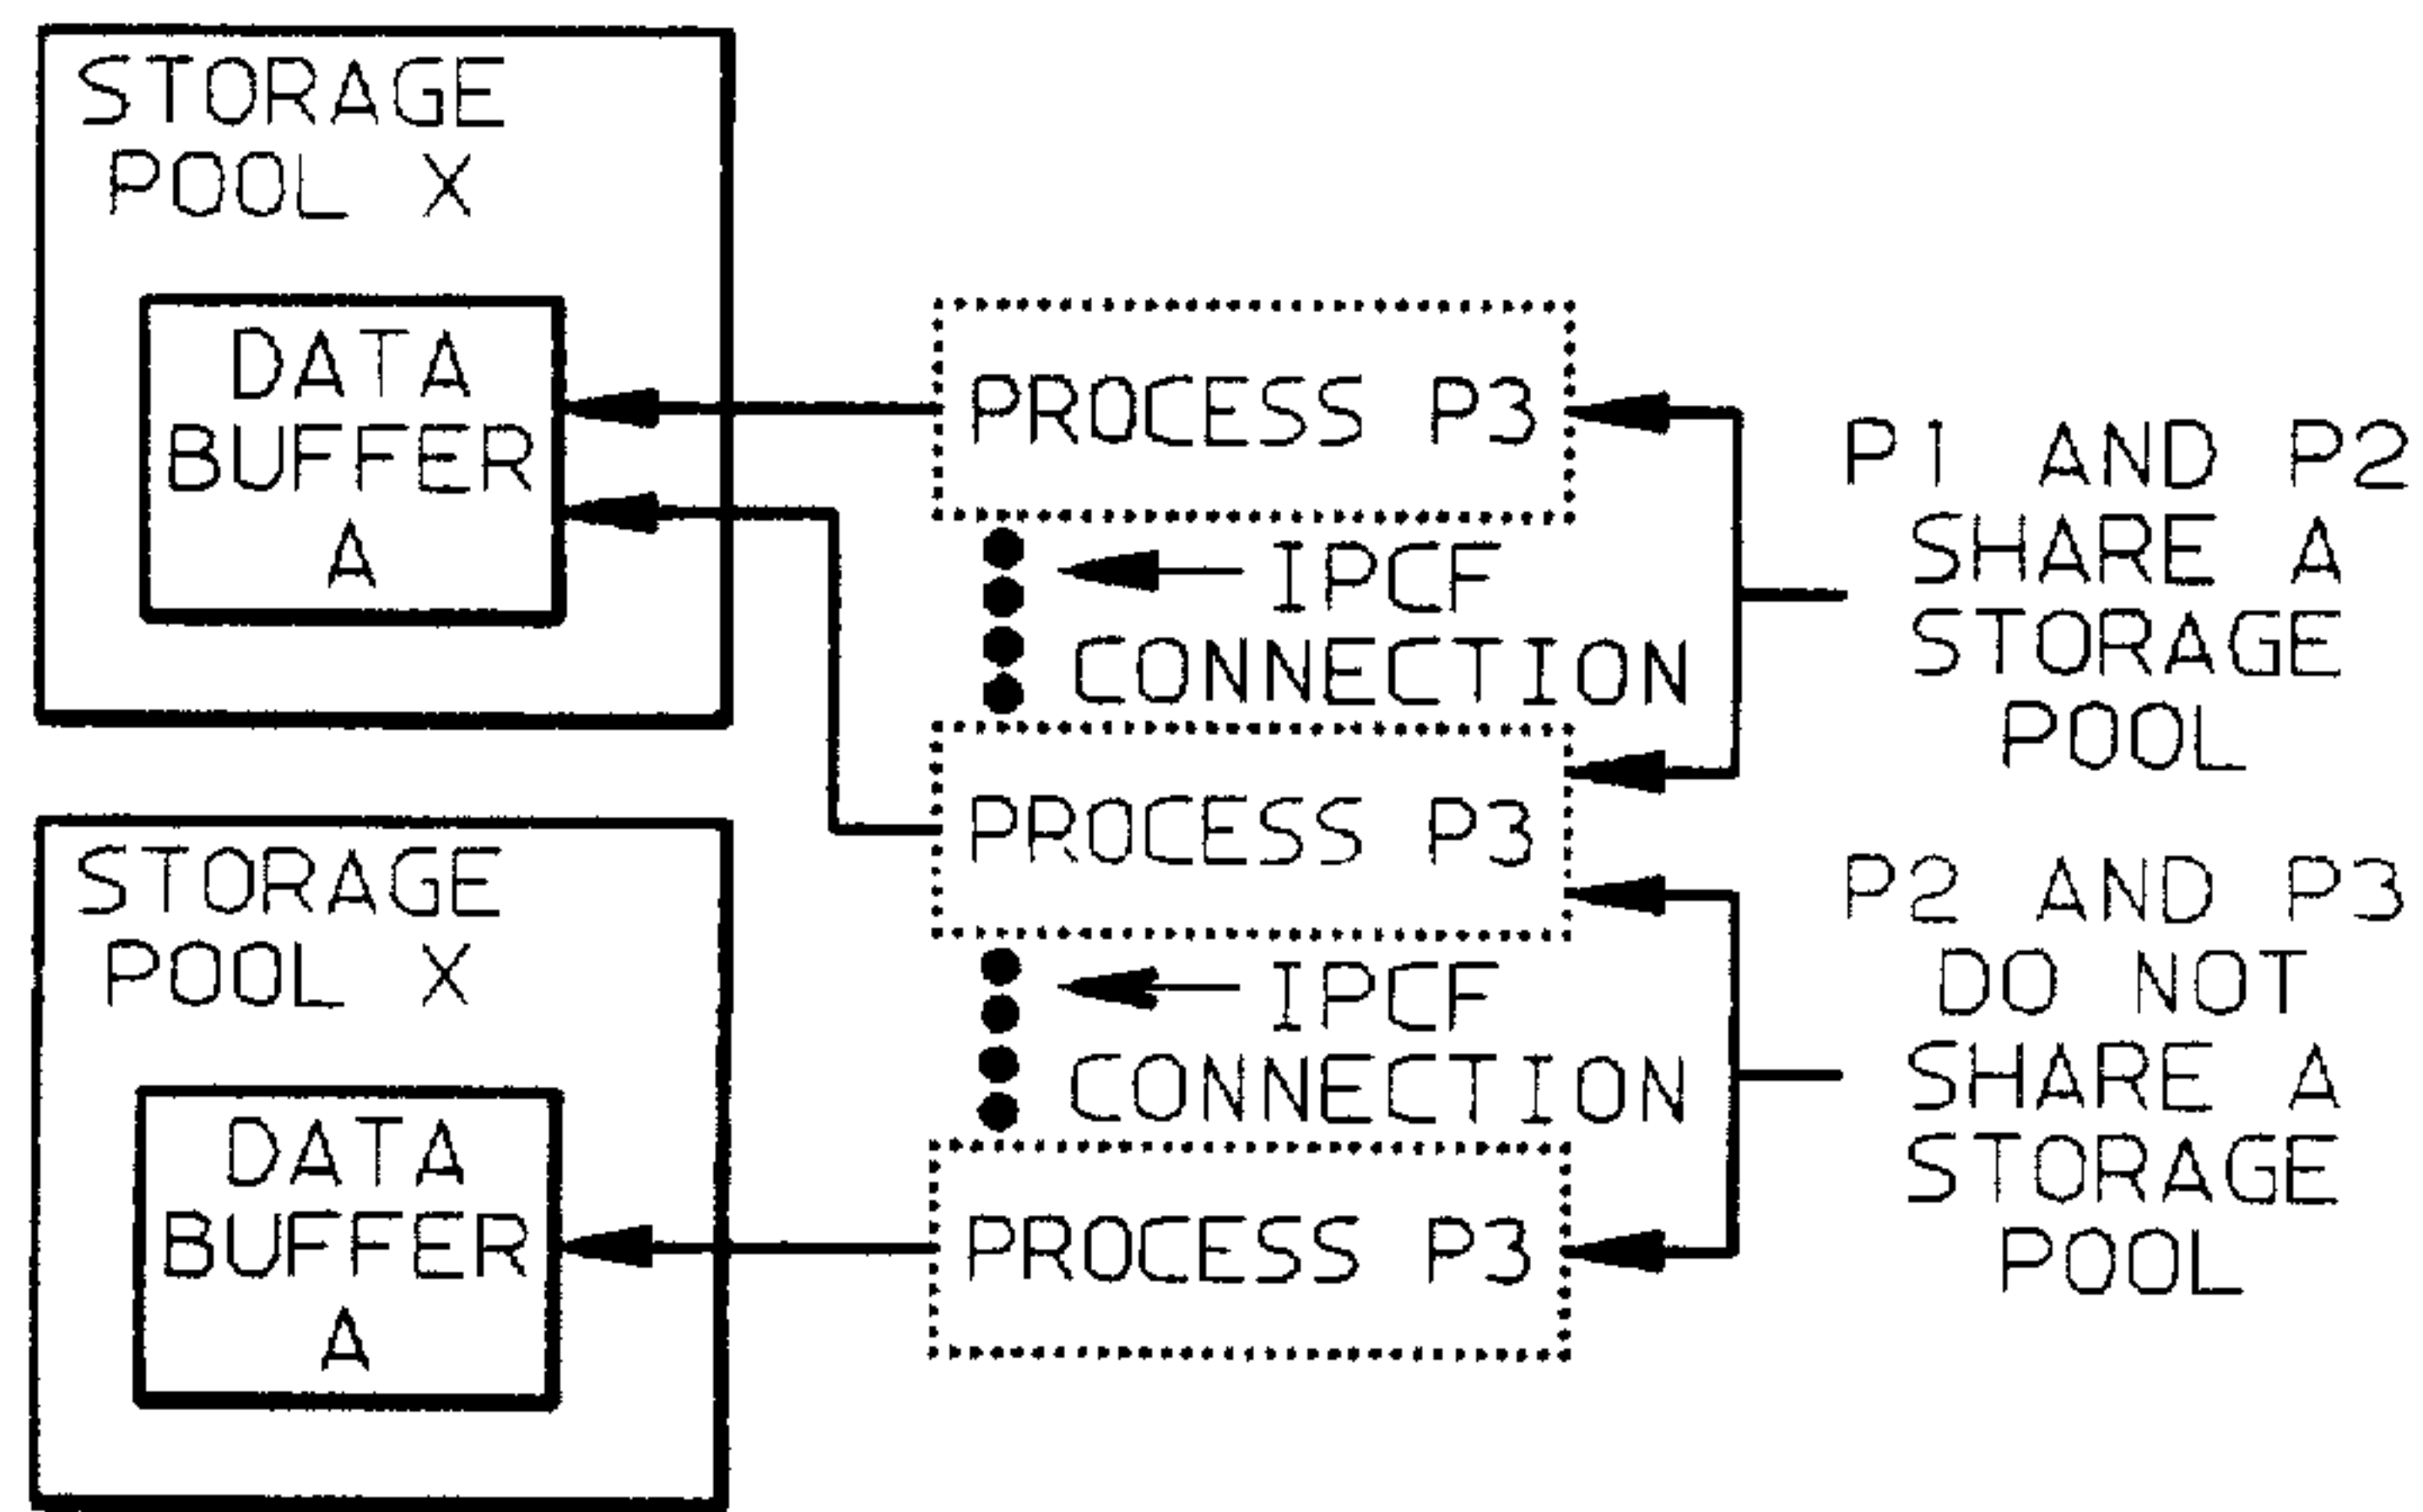 STORAGE
POOL X
DATA
BUFFER
A
PROCESS P3
IPCF
CONNECTION
P1 AND P2
SHARE A
STORAGE
POOL
PROCESS P3
STORAGE
POOL X
DATA
BUFFER
A
IPCF
CONNECTION
PROCESS P3
P2 AND P3
DO NOT
SHARE A
STORAGE
POOL